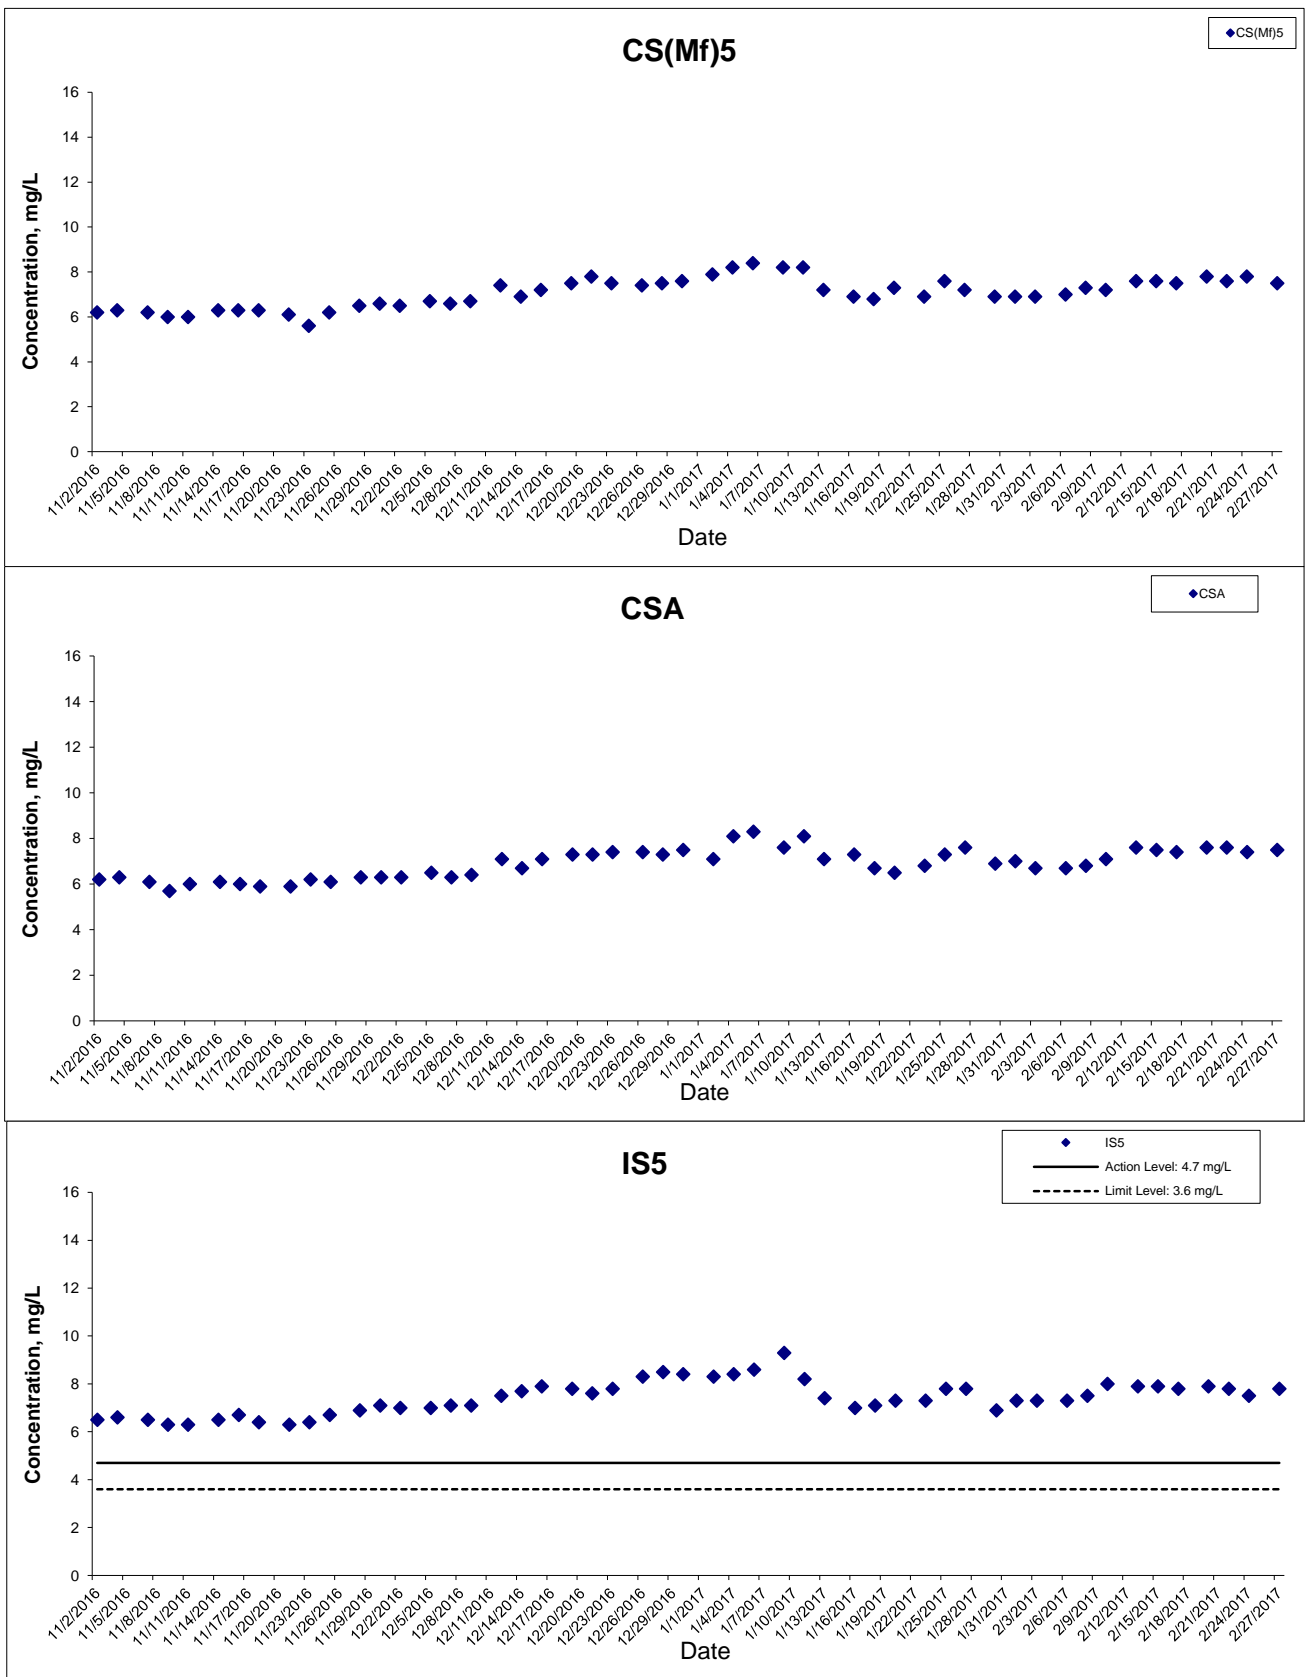 CS(Mf)5
CS(Mf)5
Concentration, mg/L
16
14
12
10
8
6
4
2
0
11/2/2016 11/5/2016 11/8/2016 11/11/2016 11/14/2016 11/17/2016 11/20/2016 11/23/2016 11/26/2016 11/29/2016 12/2/2016 12/5/2016 12/8/2016 12/11/2016 12/14/2016 12/17/2016 12/20/2016 12/23/2016 12/26/2016 12/29/2016 1/1/2017 1/4/2017 1/7/2017 1/10/2017 1/13/2017 1/16/2017 1/19/2017 1/22/2017 1/25/2017 1/28/2017 1/31/2017 2/3/2017 2/6/2017 2/9/2017 2/12/2017 2/15/2017 2/18/2017 2/21/2017 2/24/2017 2/27/2017
Date
CSA
CSA
Concentration, mg/L
16
14
12
10
8
6
4
2
0
11/2/2016 11/5/2016 11/8/2016 11/11/2016 11/14/2016 11/17/2016 11/20/2016 11/23/2016 11/26/2016 11/29/2016 12/2/2016 12/5/2016 12/8/2016 12/11/2016 12/14/2016 12/17/2016 12/20/2016 12/23/2016 12/26/2016 12/29/2016 1/1/2017 1/4/2017 1/7/2017 1/10/2017 1/13/2017 1/16/2017 1/19/2017 1/22/2017 1/25/2017 1/28/2017 1/31/2017 2/3/2017 2/6/2017 2/9/2017 2/12/2017 2/15/2017 2/18/2017 2/21/2017 2/24/2017 2/27/2017
Date
IS5
IS5
Action Level: 4.7 mg/L
Limit Level: 3.6 mg/L
Concentration, mg/L
16
14
12
10
8
6
4
2
0
11/2/2016 11/5/2016 11/8/2016 11/11/2016 11/14/2016 11/17/2016 11/20/2016 11/23/2016 11/26/2016 11/29/2016 12/2/2016 12/5/2016 12/8/2016 12/11/2016 12/14/2016 12/17/2016 12/20/2016 12/23/2016 12/26/2016 12/29/2016 1/1/2017 1/4/2017 1/7/2017 1/10/2017 1/13/2017 1/16/2017 1/19/2017 1/22/2017 1/25/2017 1/28/2017 1/31/2017 2/3/2017 2/6/2017 2/9/2017 2/12/2017 2/15/2017 2/18/2017 2/21/2017 2/24/2017 2/27/2017
Date